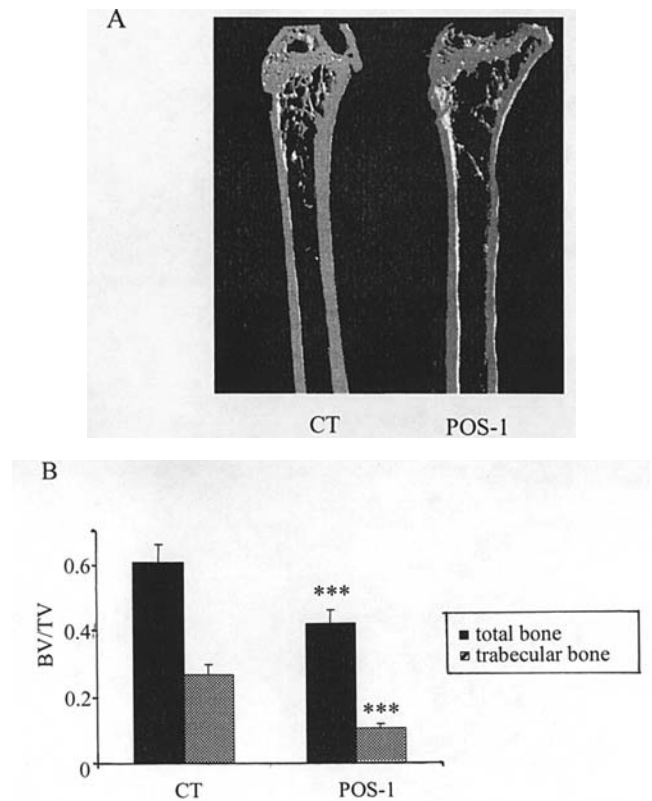 A
CT POS-1
B
BV/TV
0.6
0.4
0.2
0
***
***
CT POS-1
total bone
trabecular bone